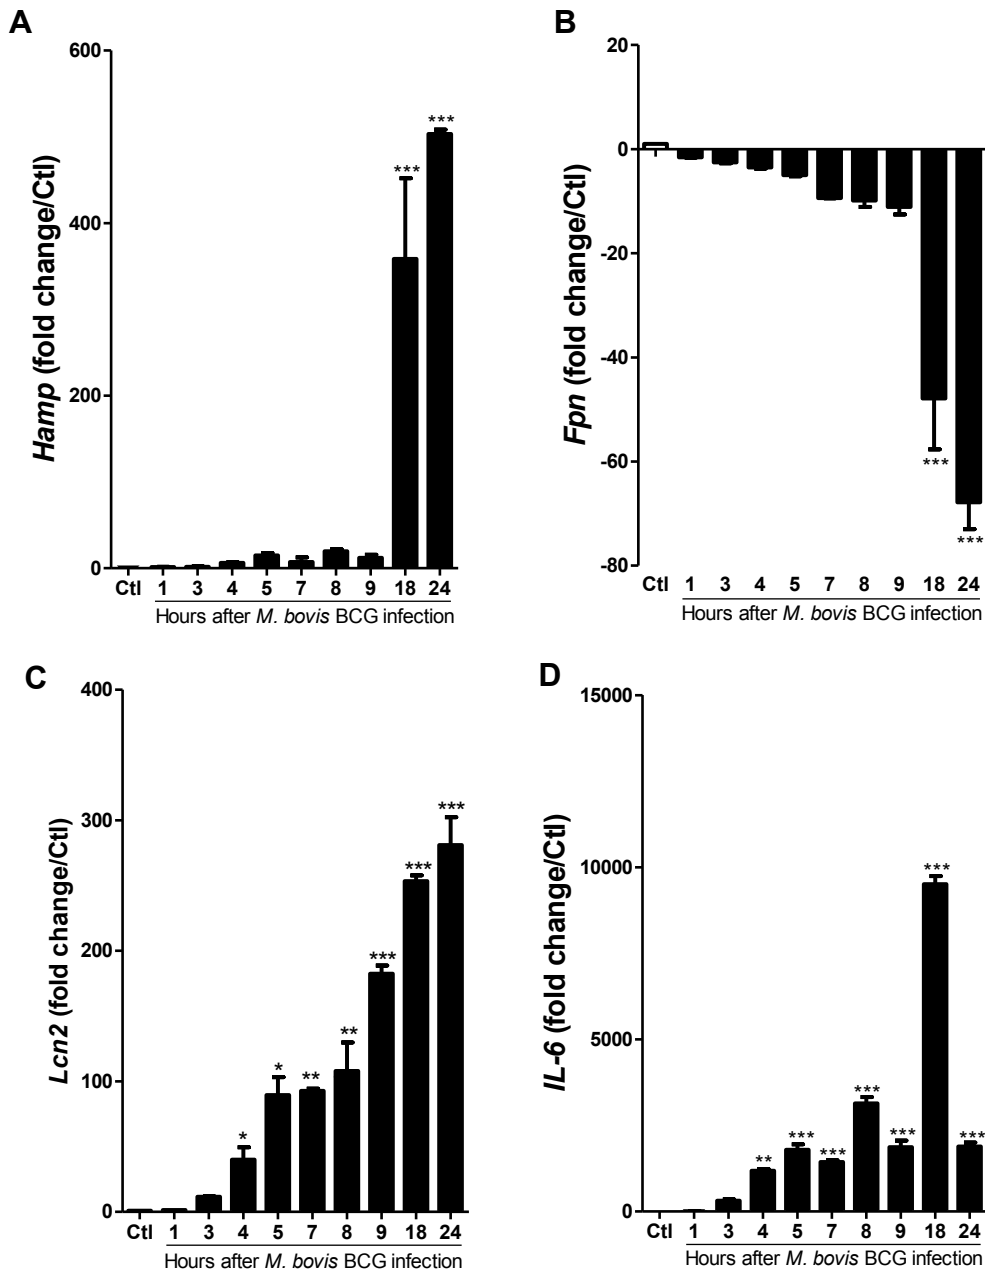 A
Hamp (fold change/Ctl)
600
400
200
0
***
***
Ctl 1 3 4 5 7 8 9 18 24
Hours after M. bovis BCG infection
B
Fpn (fold change/Ctl)
20
0
-20
-40
-60
-80
***
***
Ctl 1 3 4 5 7 8 9 18 24
Hours after M. bovis BCG infection
C
Lcn2 (fold change/Ctl)
400
300
200
100
0
*
*
**
**
***
***
***
Ctl 1 3 4 5 7 8 9 18 24
Hours after M. bovis BCG infection
D
IL-6 (fold change/Ctl)
15000
10000
5000
0
**
***
***
***
***
***
***
Ctl 1 3 4 5 7 8 9 18 24
Hours after M. bovis BCG infection